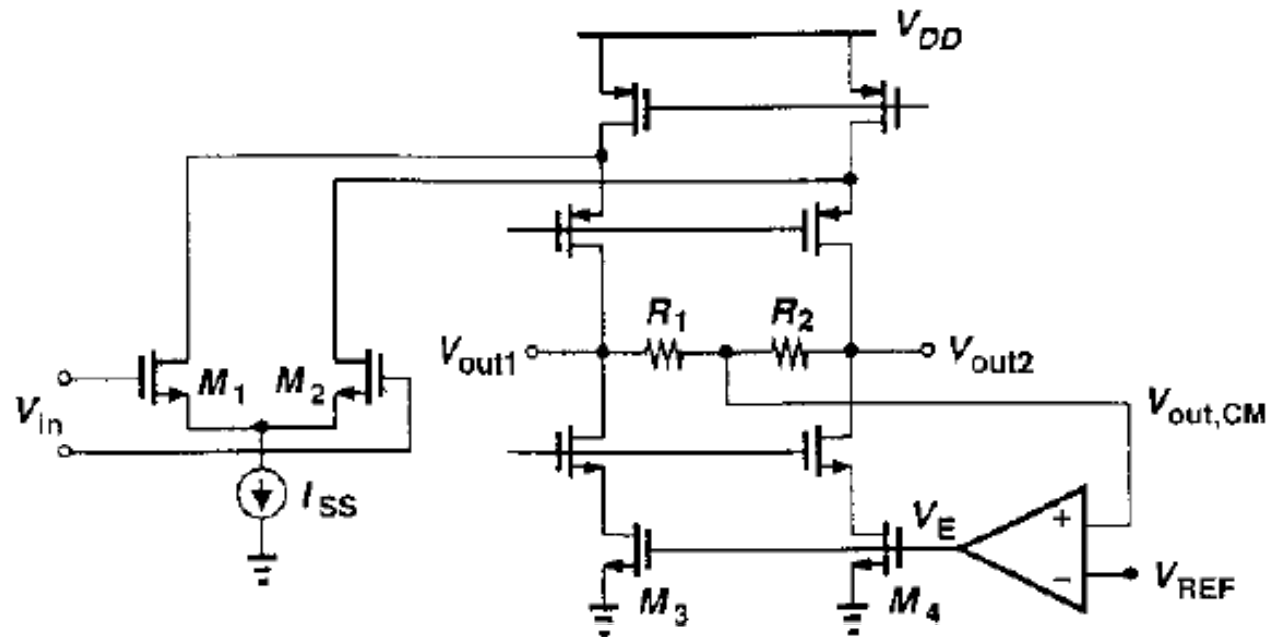 V_DD
R_1
R_2
V_out1
V_out2
M_1
M_2
V_in
V_out,CM
I_SS
V_E
+
−
V_REF
M_3
M_4